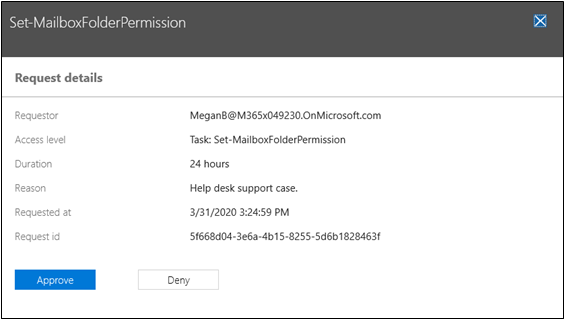 Set-MailboxFolderPermission
Request details
Requestor MeganB@M365x049230.OnMicrosoft.com
Access level Task: Set-MailboxFolderPermission
Duration 24 hours
Reason Help desk support case.
Requested at 3/31/2020 3:24:59 PM
Request id 5f668d04-3e6a-4b15-8255-5d6b1828463f
Approve Deny